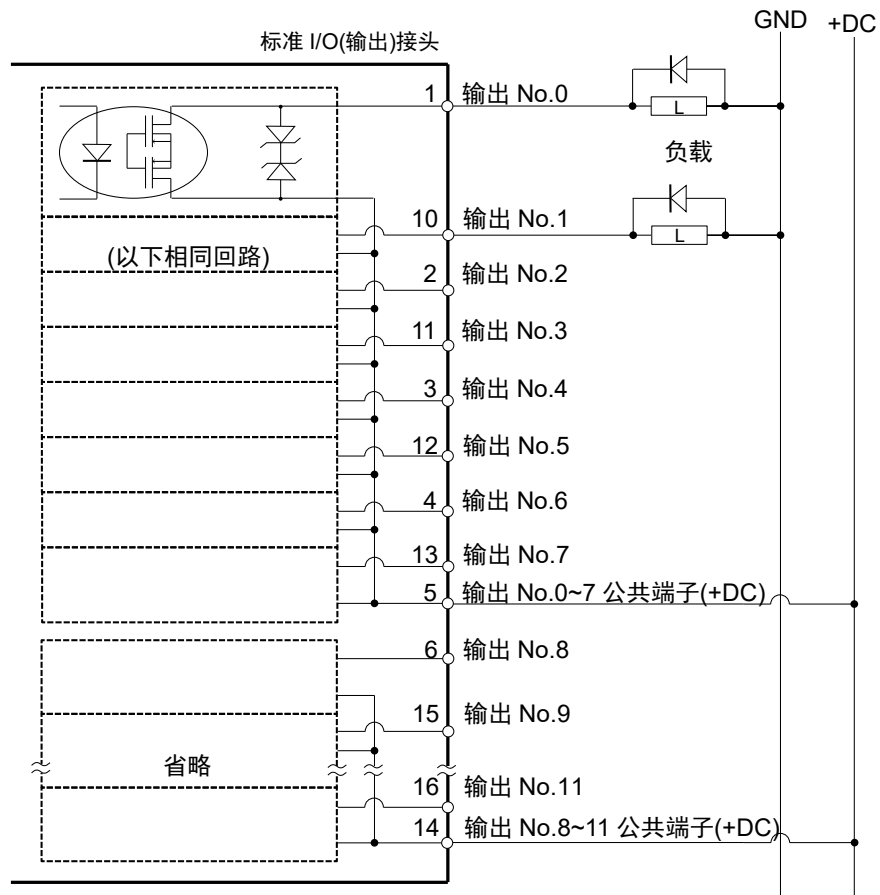 GND +DC
标准 I/O(输出)接头
1 输出 No.0
L
负载
10 输出 No.1
L
(以下相同回路)
2 输出 No.2
11 输出 No.3
3 输出 No.4
12 输出 No.5
4 输出 No.6
13 输出 No.7
5 输出 No.0~7 公共端子(+DC)
6 输出 No.8
15 输出 No.9
省略
16 输出 No.11
14 输出 No.8~11 公共端子(+DC)